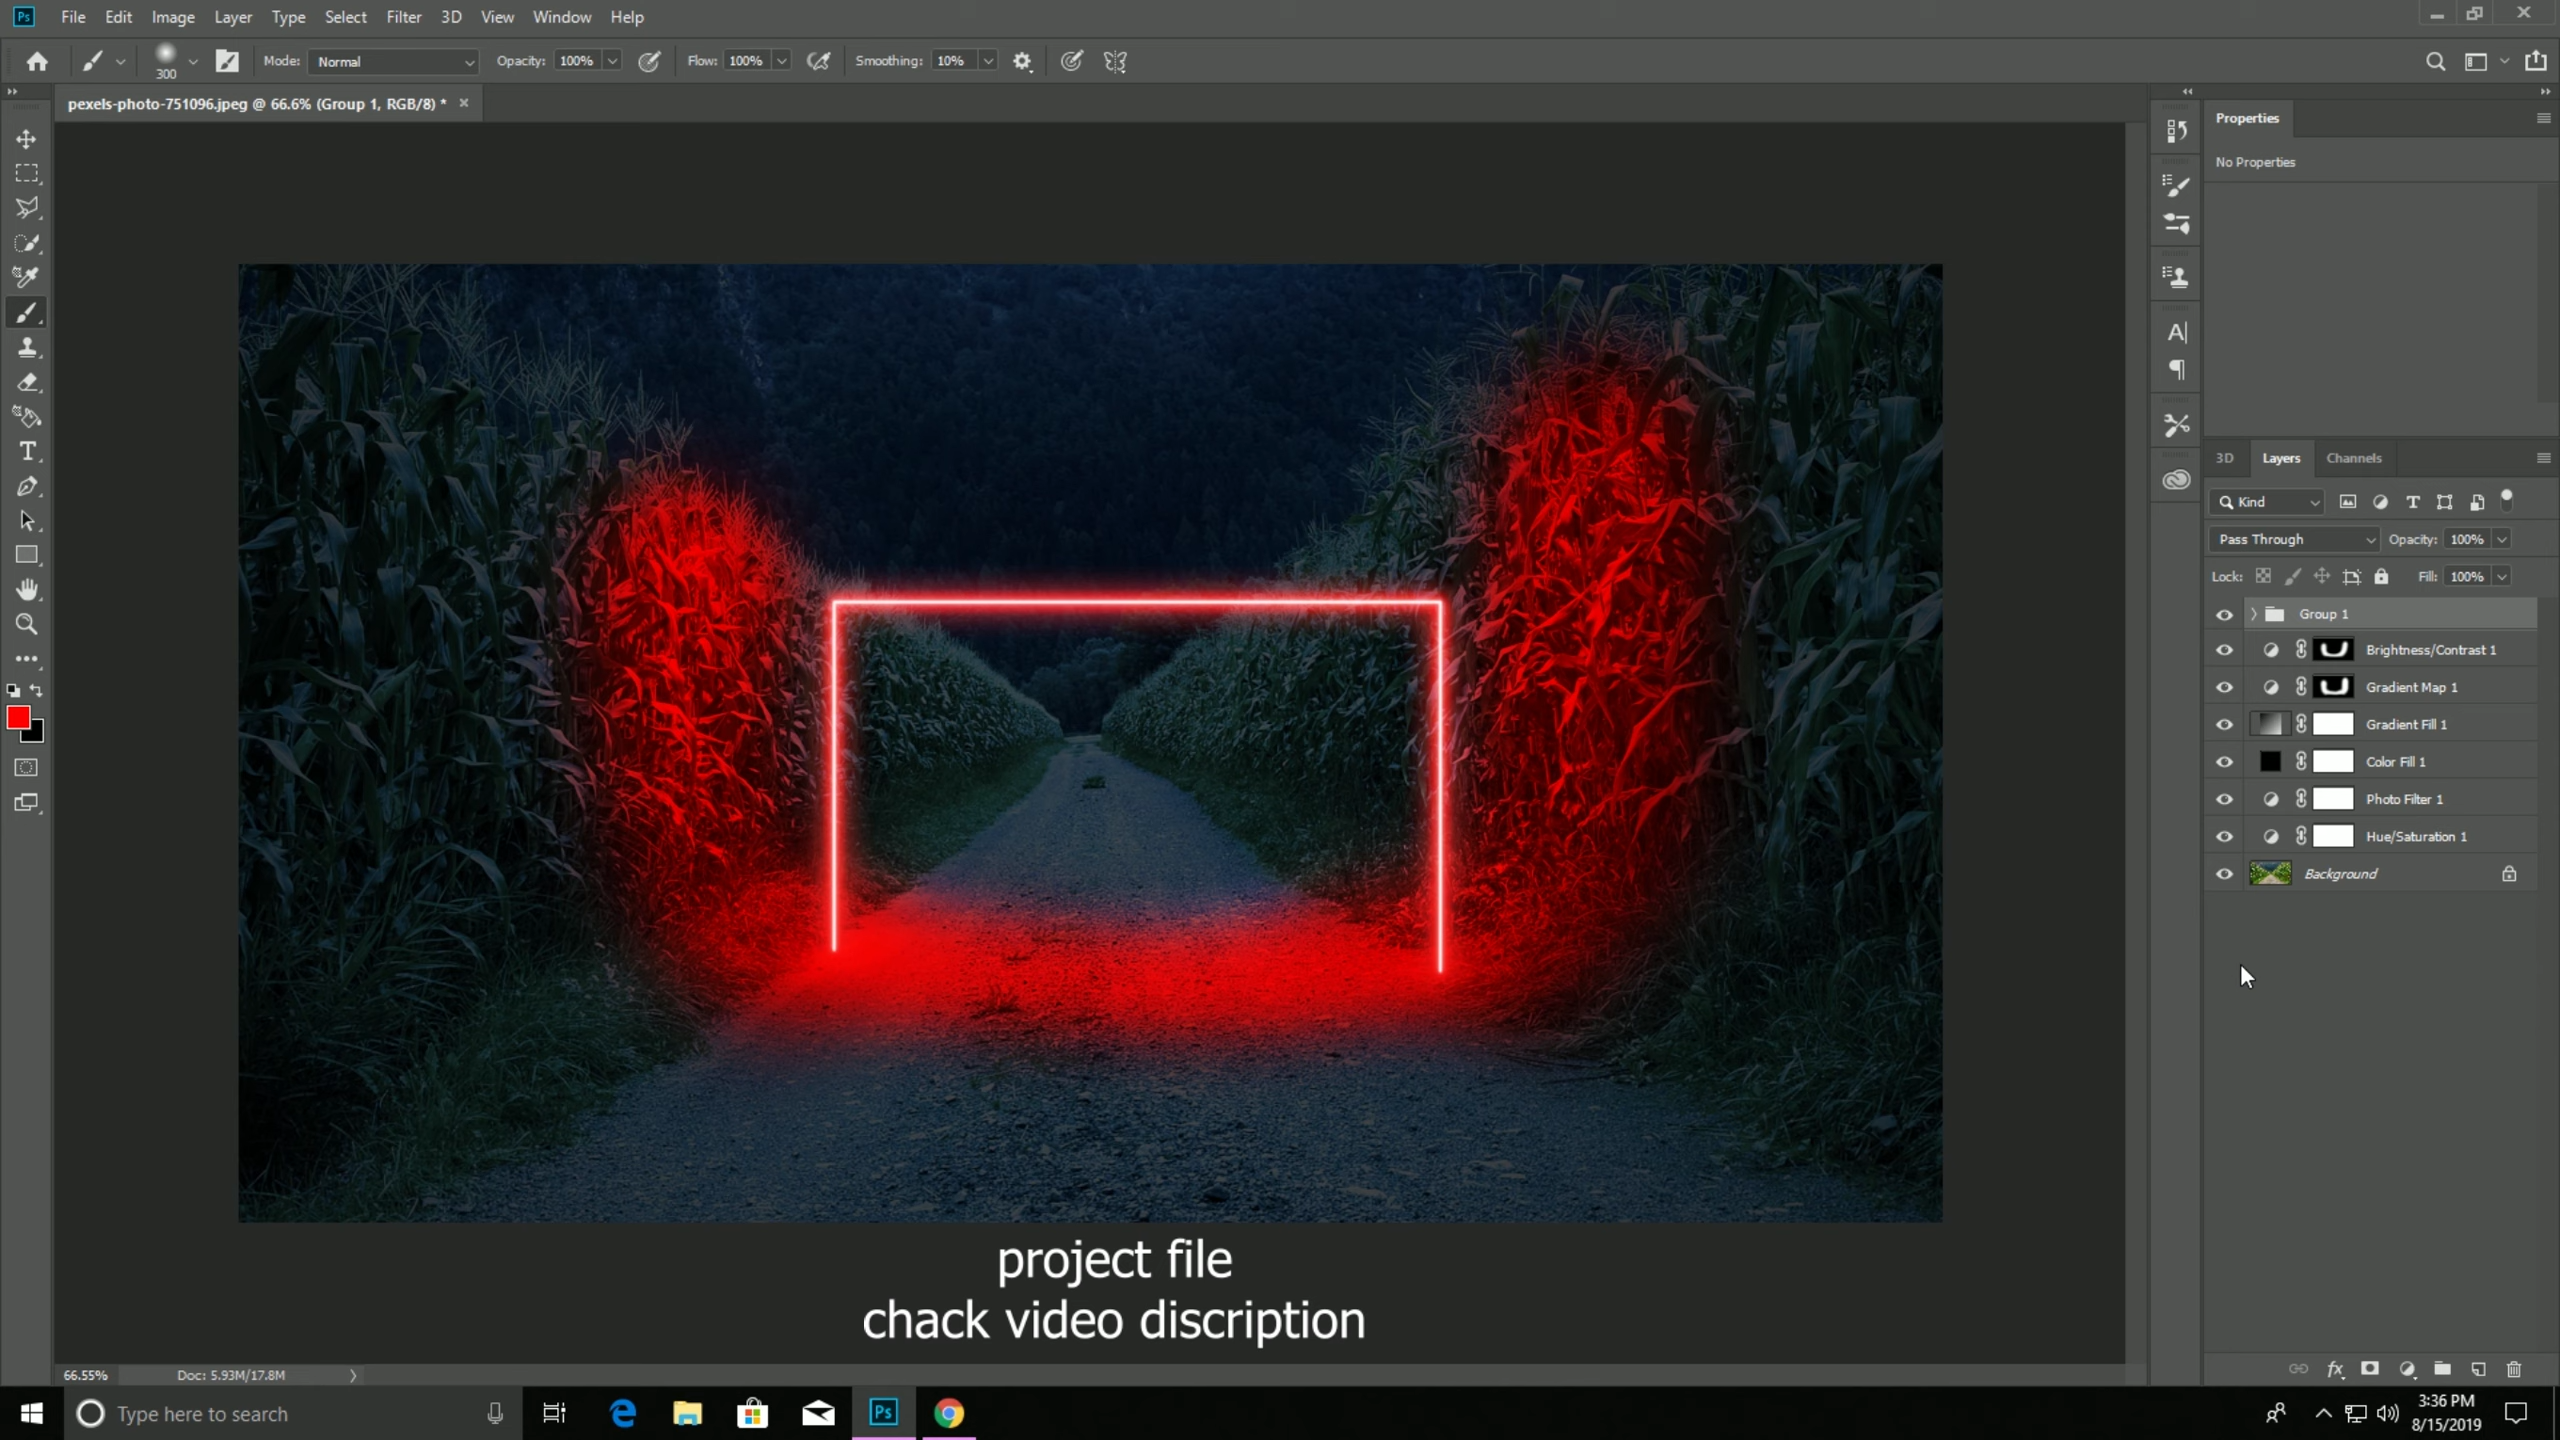 Ps File Edit Image Layer Type Select Filter 3D View Window Help
300 Mode: Normal Opacity: 100% Flow: 100% Smoothing: 10%
pexels-photo-751096.jpeg @ 66.6% (Group 1, RGB/8) *
Properties
No Properties
3D Layers Channels
Kind
Pass Through Opacity: 100%
Lock: Fill: 100%
Group 1
Brightness/Contrast 1
Gradient Map 1
Gradient Fill 1
Color Fill 1
Photo Filter 1
Hue/Saturation 1
Background
project file
chack video discription
66.55% Doc: 5.93M/17.8M
Type here to search
Ps
3:36 PM
8/15/2019